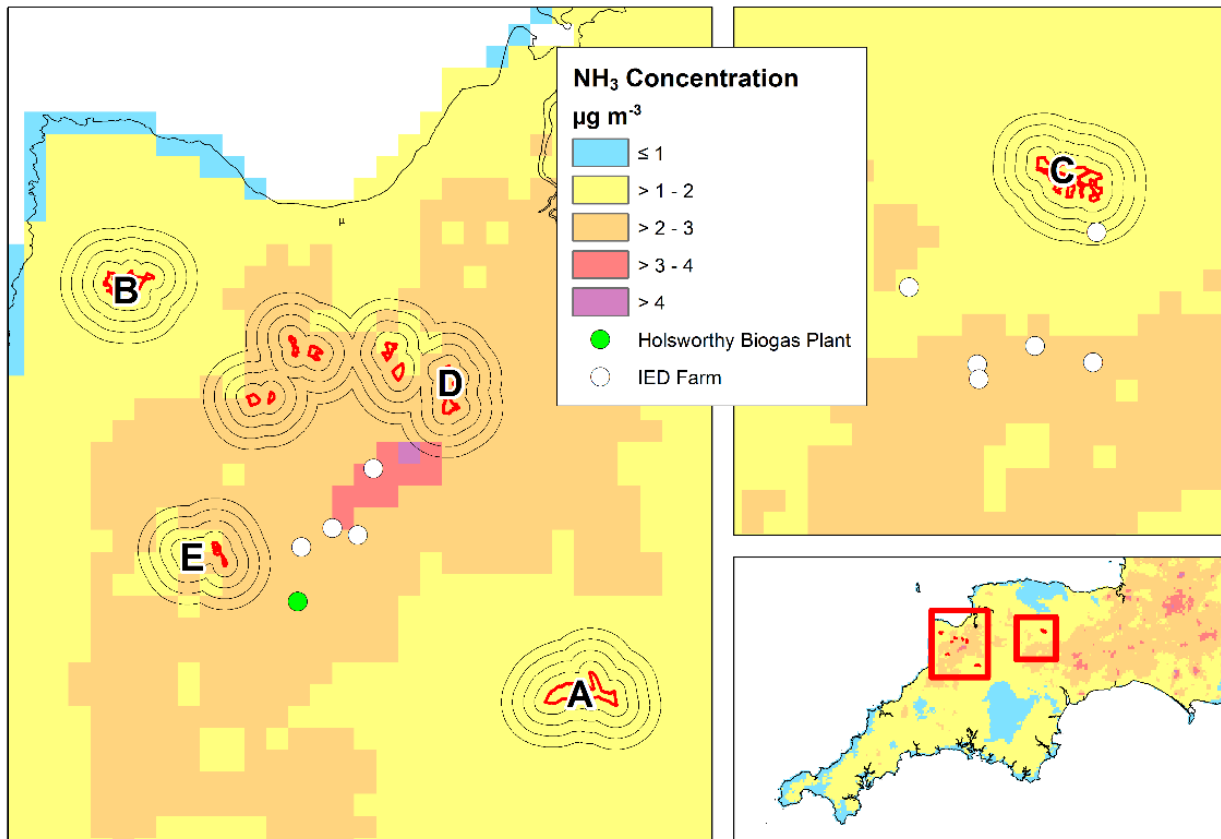 NH₃ Concentration
µg m⁻³
≤ 1
> 1 - 2
> 2 - 3
> 3 - 4
> 4
Holsworthy Biogas Plant
IED Farm
C
µ
B
D
E
A